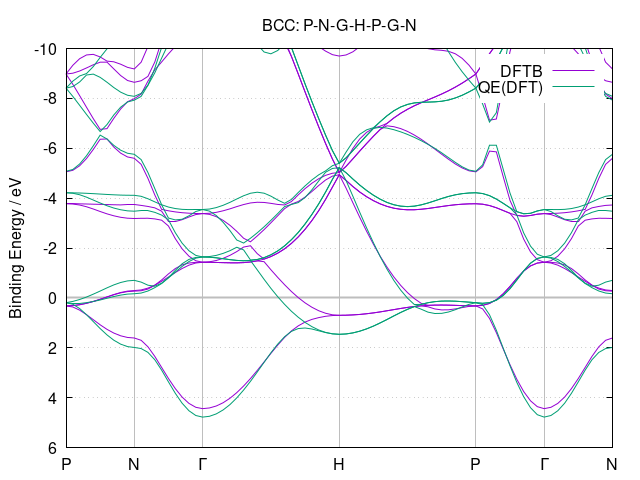 BCC: P-N-G-H-P-G-N
-10
-8
-6
-4
-2
0
2
4
6
Binding Energy / eV
DFTB
QE(DFT)
P N Γ H P Γ N